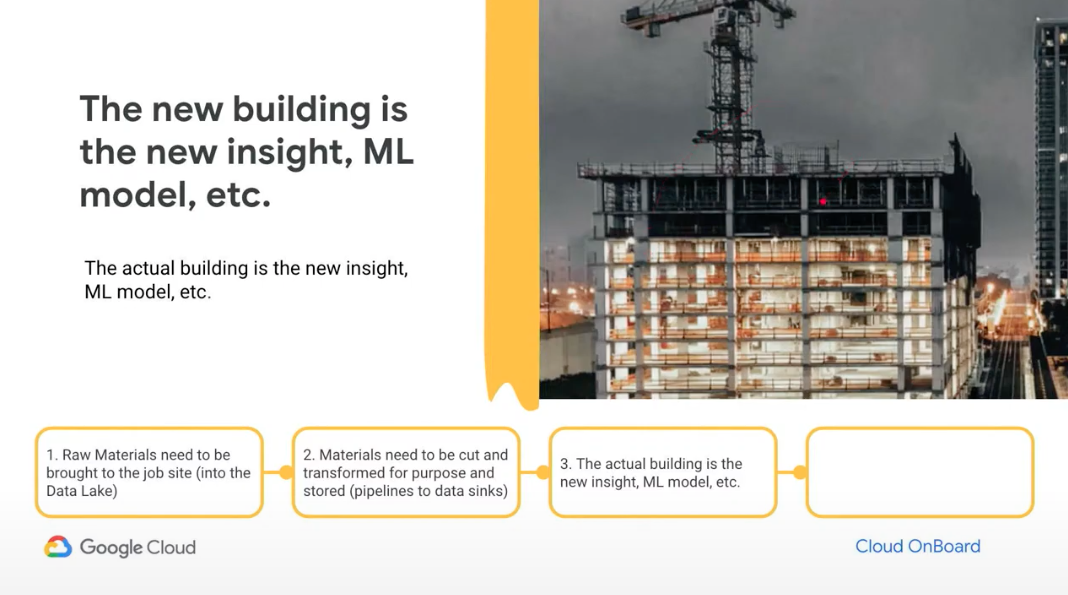 The new building is
the new insight, ML
model, etc.
The actual building is the new insight,
ML model, etc.
1. Raw Materials need to be
brought to the job site (into the
Data Lake)
2. Materials need to be cut and
transformed for purpose and
stored (pipelines to data sinks)
3. The actual building is the
new insight, ML model, etc.
Google Cloud
Cloud OnBoard